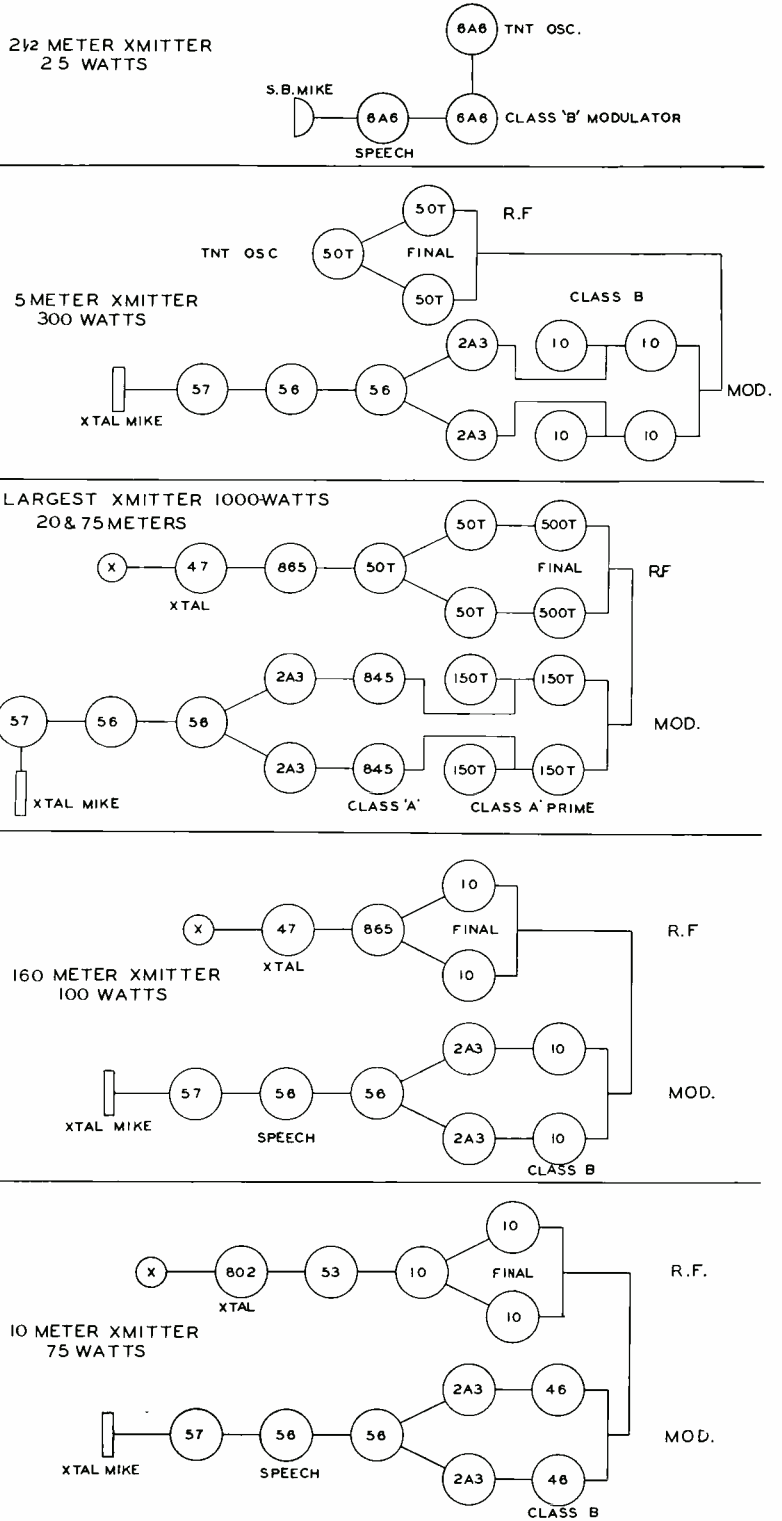 2 1/2 METER XMITTER
25 WATTS
6A6 TNT OSC.
S.B. MIKE
6A6 6A6 CLASS 'B' MODULATOR
SPEECH
50T R.F
TNT OSC 50T FINAL
50T
5 METER XMITTER
300 WATTS
CLASS B
2A3 10 10
57 56 56
XTAL MIKE
MOD.
2A3 10 10
LARGEST XMITTER 1000-WATTS
20 & 75 METERS
50T 500T
X 47 865 50T FINAL RF
XTAL
50T 500T
2A3 845 150T 150T
57 56 56 MOD.
2A3 845 150T 150T
XTAL MIKE CLASS 'A' CLASS A' PRIME
10
X 47 865 FINAL R.F
XTAL
10
160 METER XMITTER
100 WATTS
2A3 10
57 56 56 MOD.
XTAL MIKE
SPEECH
2A3 10
CLASS B
10
X 802 53 10 FINAL R.F.
XTAL
10
10 METER XMITTER
75 WATTS
2A3 46
57 56 56 MOD.
XTAL MIKE SPEECH
2A3 46
CLASS B